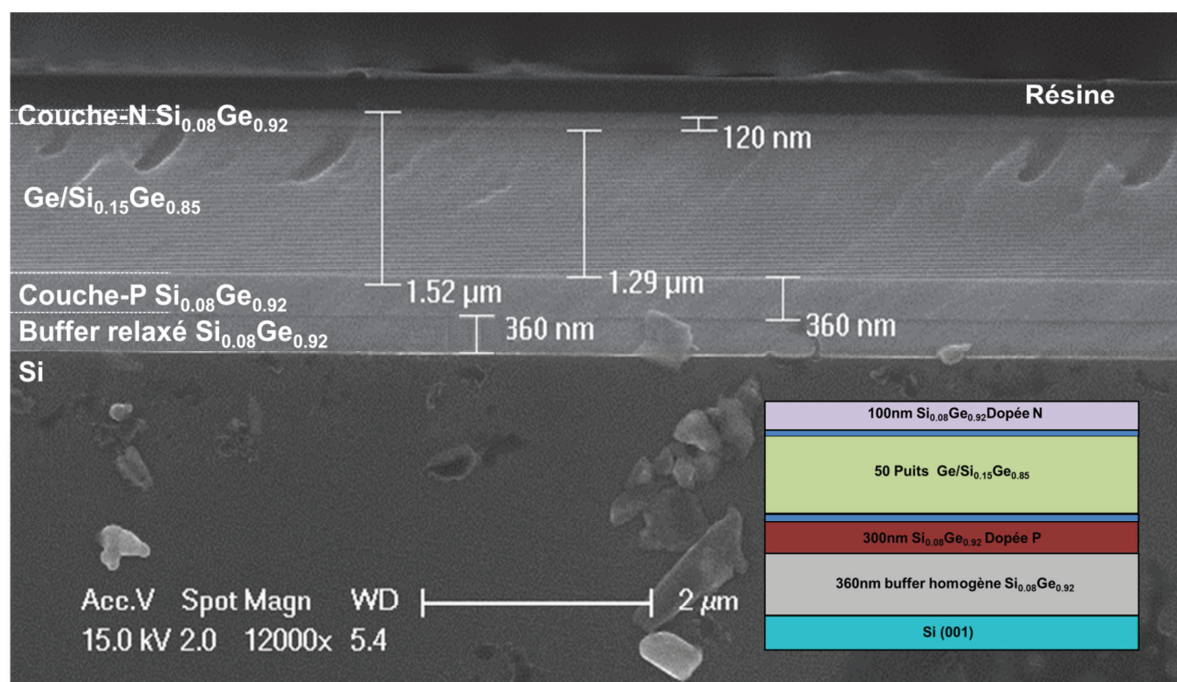 Résine
Couche-N Si0.08Ge0.92
120 nm
Ge/Si0.15Ge0.85
1.52 µm
1.29 µm
Couche-P Si0.08Ge0.92
360 nm
360 nm
Buffer relaxé Si0.08Ge0.92
Si
100nm Si0.08Ge0.92Dopée N
50 Puits Ge/Si0.15Ge0.85
300nm Si0.08Ge0.92 Dopée P
360nm buffer homogène Si0.08Ge0.92
Si (001)
Acc.V Spot Magn WD
15.0 kV 2.0 12000x 5.4
2 µm